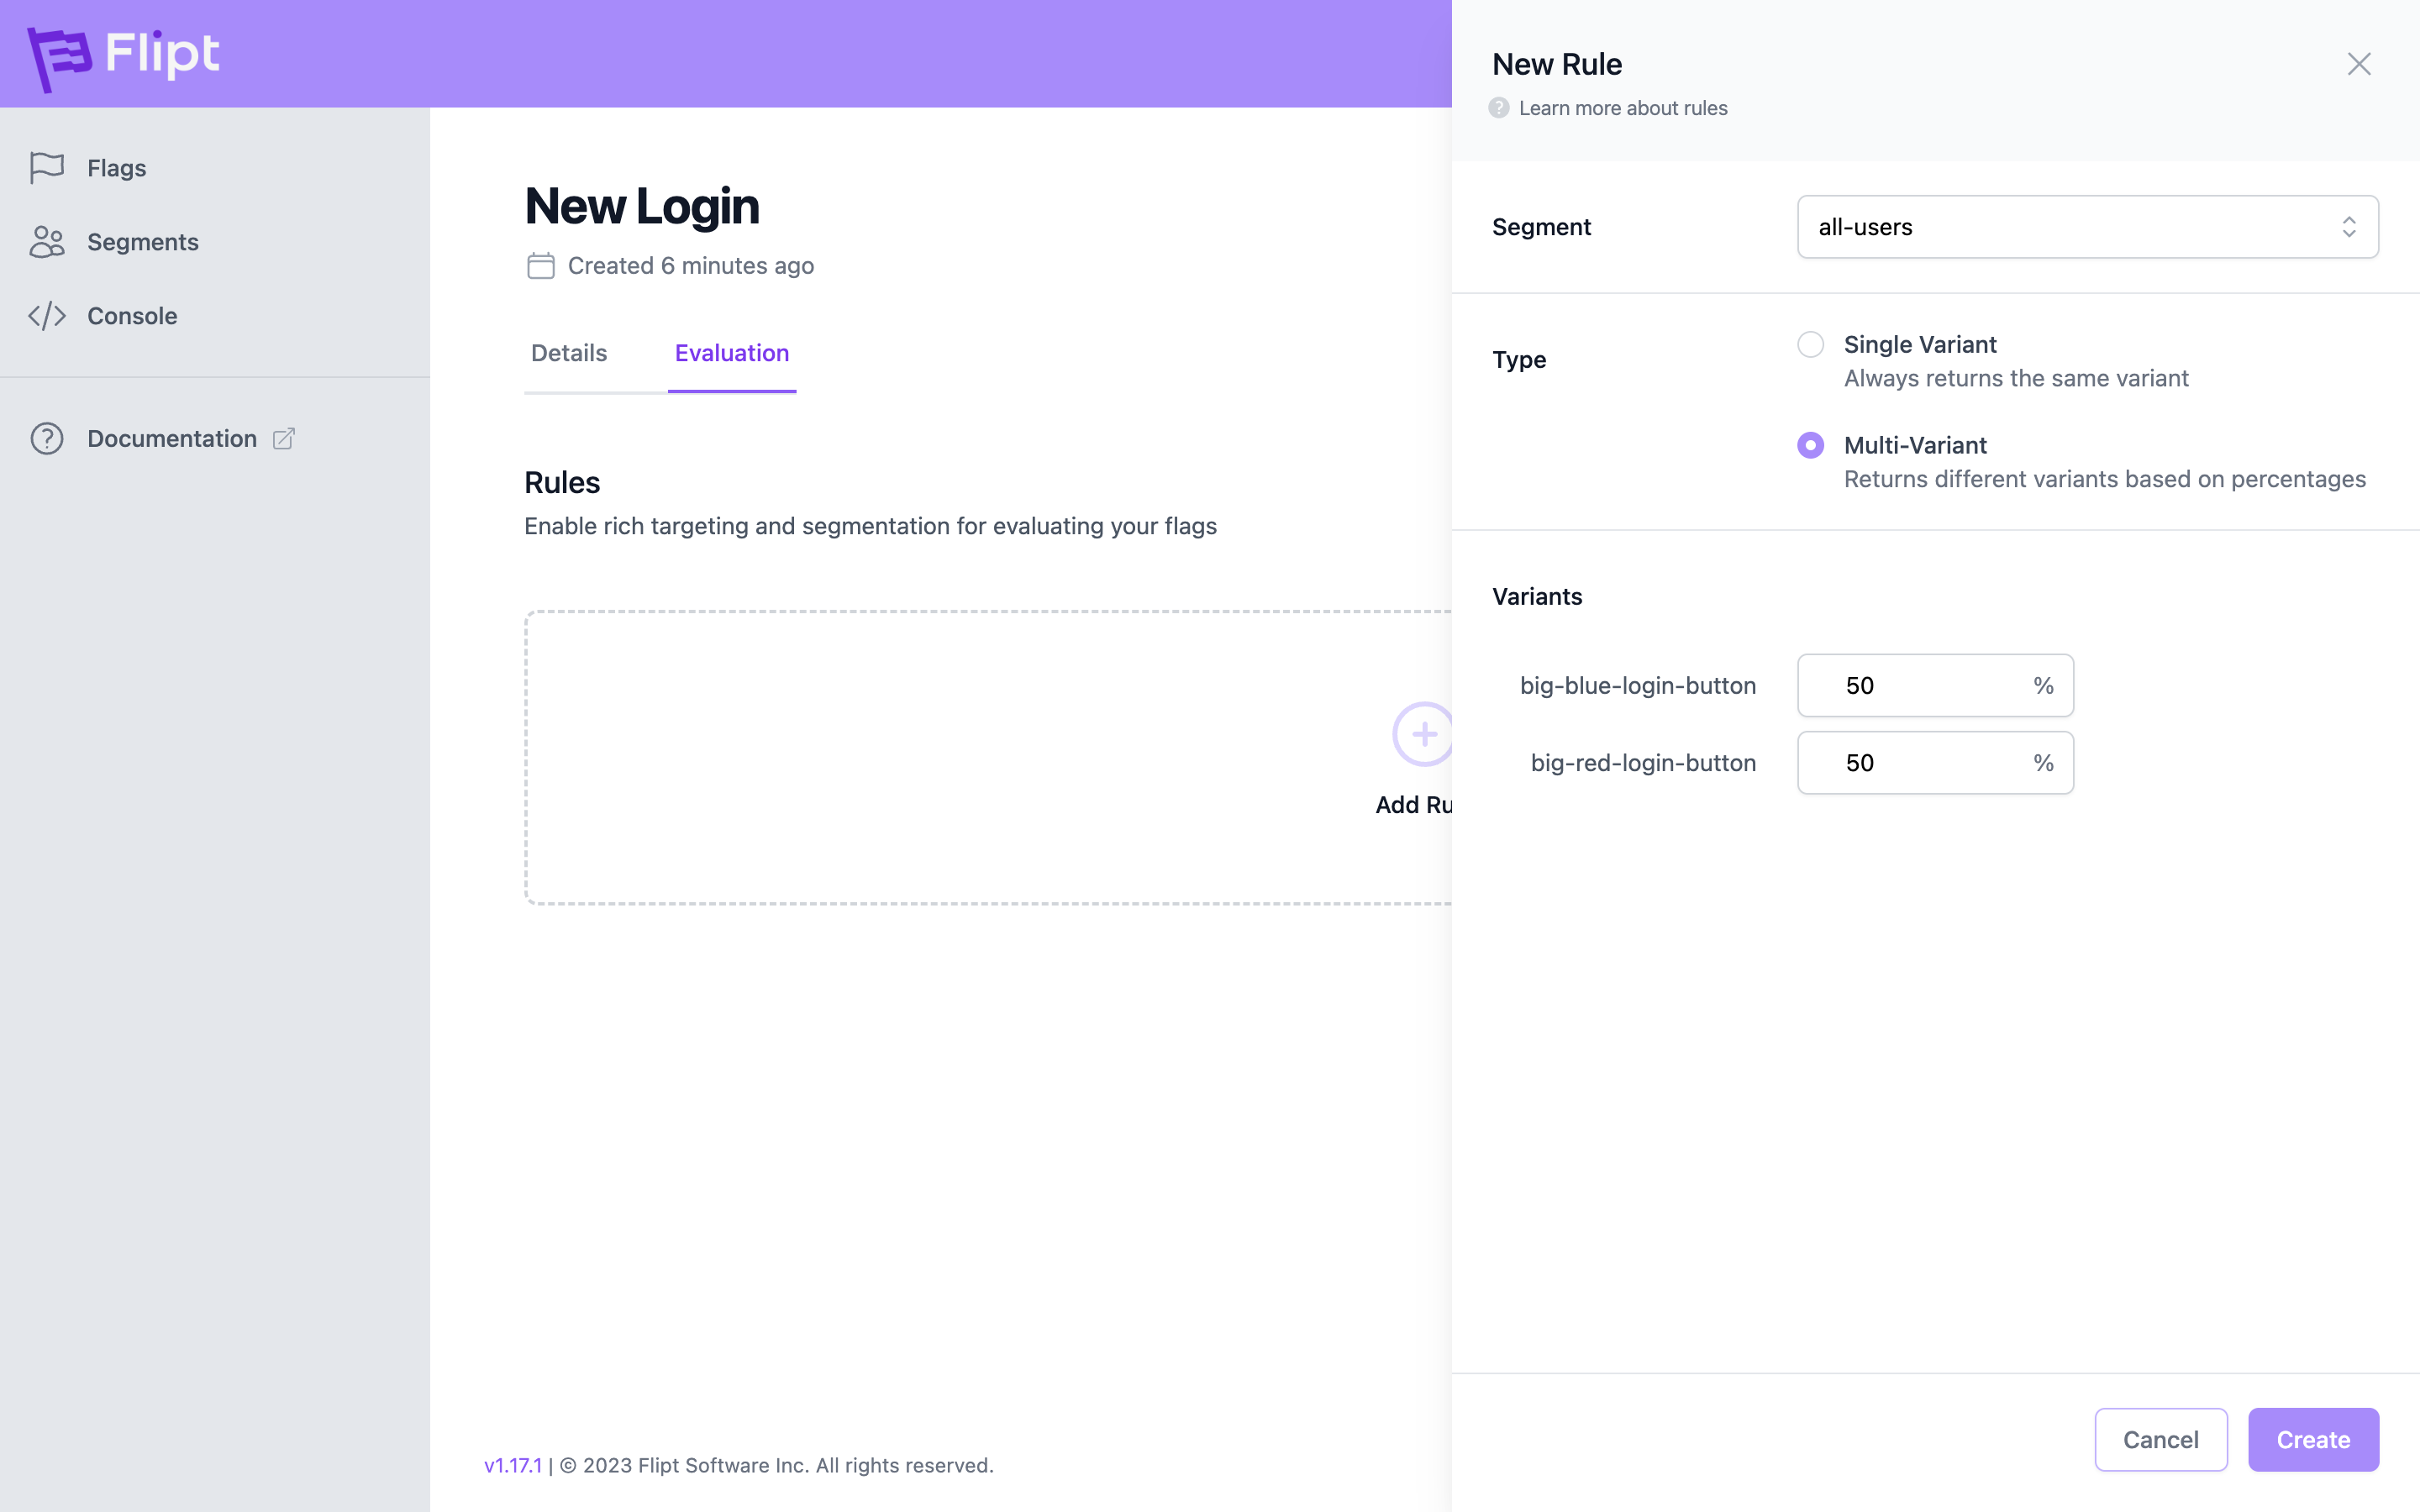 Flipt
Flags
Segments
Console
Documentation
New Login
Created 6 minutes ago
Details
Evaluation
Rules
Enable rich targeting and segmentation for evaluating your flags
Add Ru
v1.17.1 | © 2023 Flipt Software Inc. All rights reserved.
New Rule
? Learn more about rules
Segment
all-users
Type
Single Variant
Always returns the same variant
Multi-Variant
Returns different variants based on percentages
Variants
big-blue-login-button 50 %
big-red-login-button 50 %
Cancel
Create